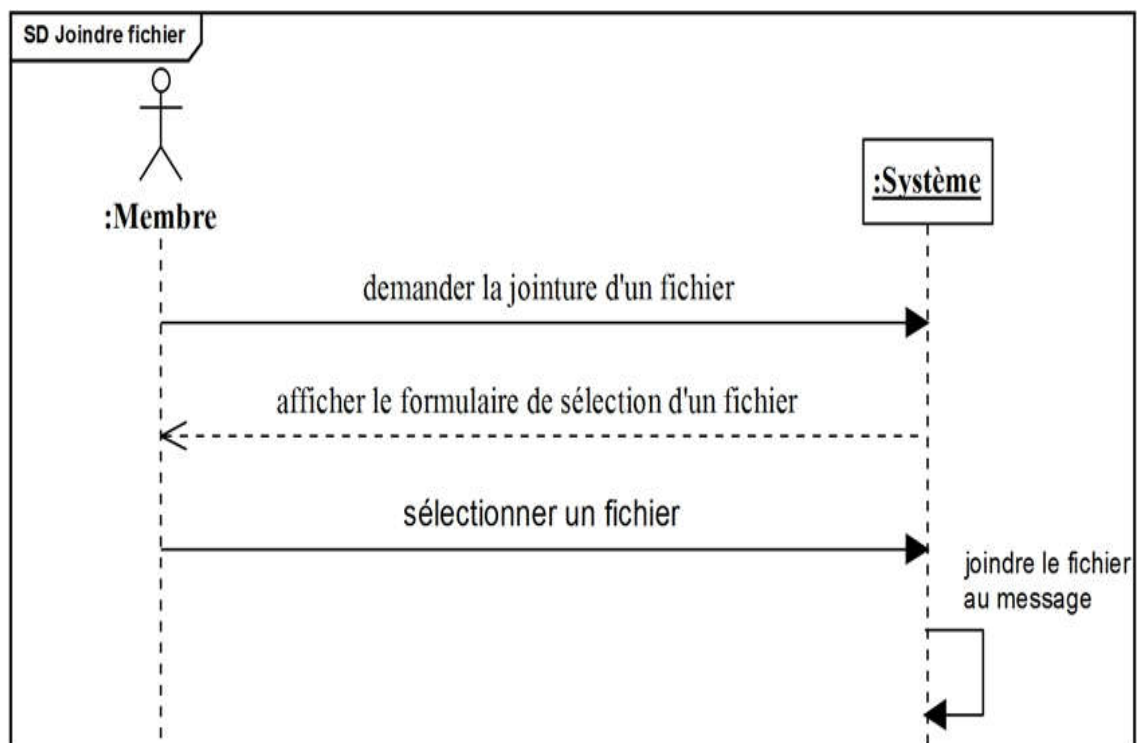 SD Joindre fichier
:Membre
:Système
demander la jointure d'un fichier
afficher le formulaire de sélection d'un fichier
sélectionner un fichier
joindre le fichier
au message